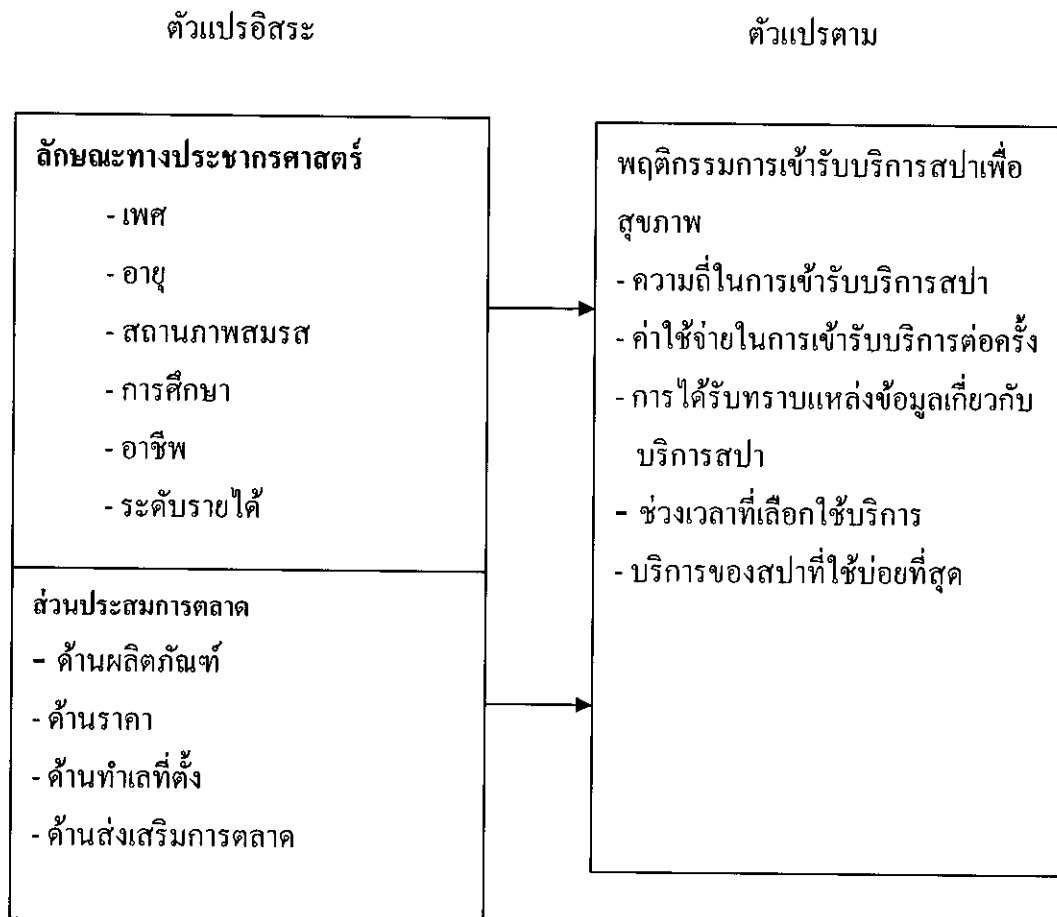 ตัวแปรอิสระ
ตัวแปรตาม
ลักษณะทางประชากรศาสตร์
- เพศ
- อายุ
- สถานภาพสมรส
- การศึกษา
- อาชีพ
- ระดับรายได้
ส่วนประสมการตลาด
- ด้านผลิตภัณฑ์
- ด้านราคา
- ด้านทำเลที่ตั้ง
- ด้านส่งเสริมการตลาด
พฤติกรรมการเข้ารับบริการสปาเพื่อ
สุขภาพ
- ความถี่ในการเข้ารับบริการสปา
- ค่าใช้จ่ายในการเข้ารับบริการต่อครั้ง
- การได้รับทราบแหล่งข้อมูลเกี่ยวกับ
บริการสปา
- ช่วงเวลาที่เลือกใช้บริการ
- บริการของสปาที่ใช้บ่อยที่สุด